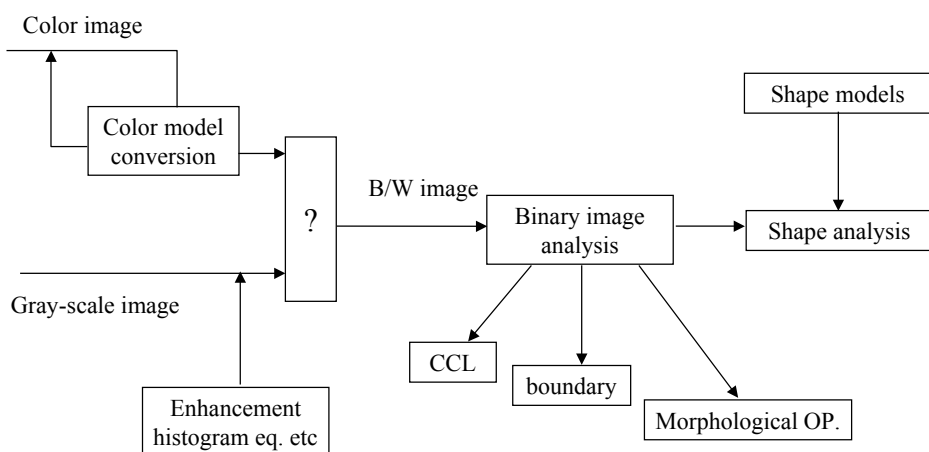 Color image
Color model
conversion
Shape models
?
B/W image
Binary image
analysis
Shape analysis
Gray-scale image
CCL
boundary
Enhancement
histogram eq. etc
Morphological OP.